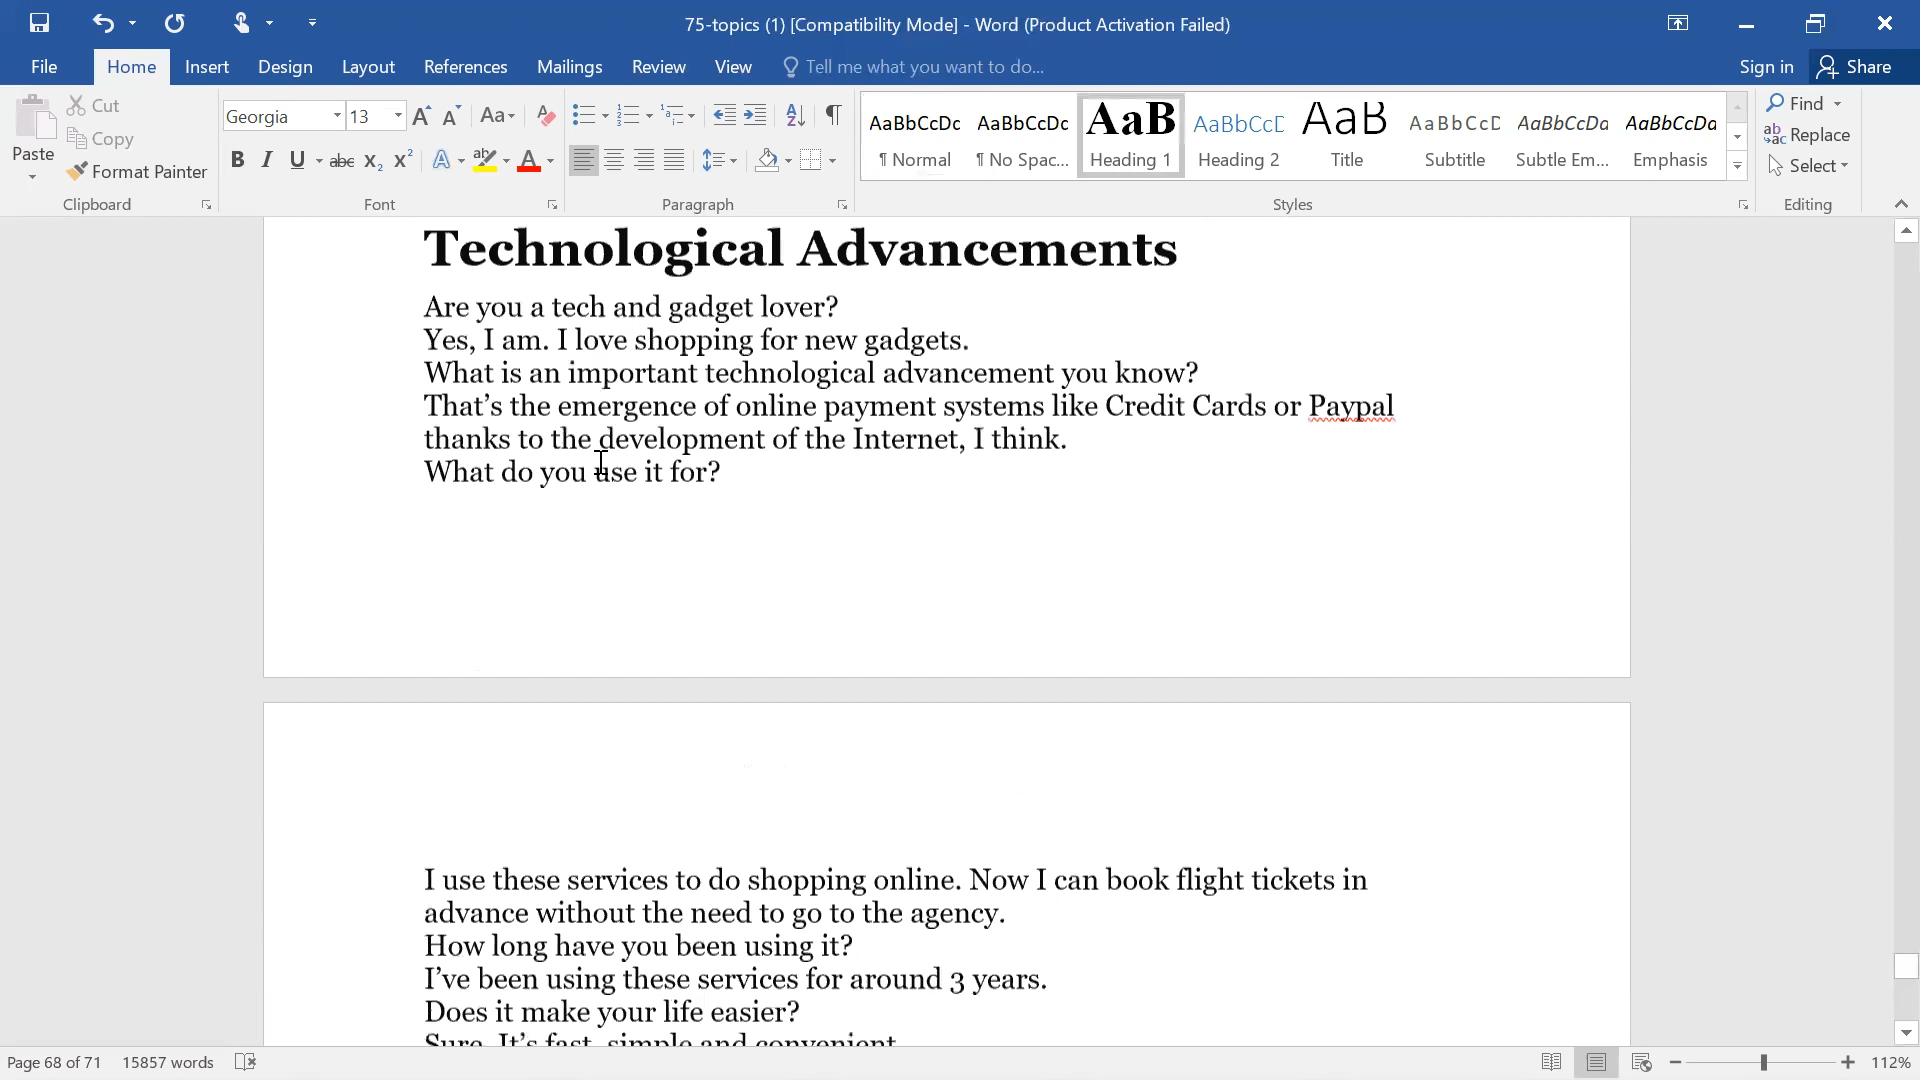 75-topics (1) [Compatibility Mode] - Word (Product Activation Failed)
File Home Insert Design Layout References Mailings Review View Tell me what you want to do... Sign in Share
Paste Cut Copy Format Painter
Georgia 13
AaBbCcDc AaBbCcDc AaB AaBbCcD AaB AaBbCcD AaBbCcDa AaBbCcDa
¶ Normal ¶ No Spac... Heading 1 Heading 2 Title Subtitle Subtle Em... Emphasis
Find Replace Select
Clipboard Font Paragraph Styles Editing
Technological Advancements
Are you a tech and gadget lover?
Yes, I am. I love shopping for new gadgets.
What is an important technological advancement you know?
That’s the emergence of online payment systems like Credit Cards or Paypal
thanks to the development of the Internet, I think.
What do you use it for?
I use these services to do shopping online. Now I can book flight tickets in
advance without the need to go to the agency.
How long have you been using it?
I’ve been using these services for around 3 years.
Does it make your life easier?
Sure. It’s fast, simple and convenient
Page 68 of 71 15857 words 112%